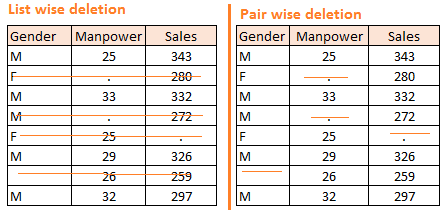 List wise deletion
Gender Manpower Sales
M 25 343
F . 280
M 33 332
M . 272
F 25 .
M 29 326
26 259
M 32 297
Pair wise deletion
Gender Manpower Sales
M 25 343
F . 280
M 33 332
M . 272
F 25 .
M 29 326
26 259
M 32 297